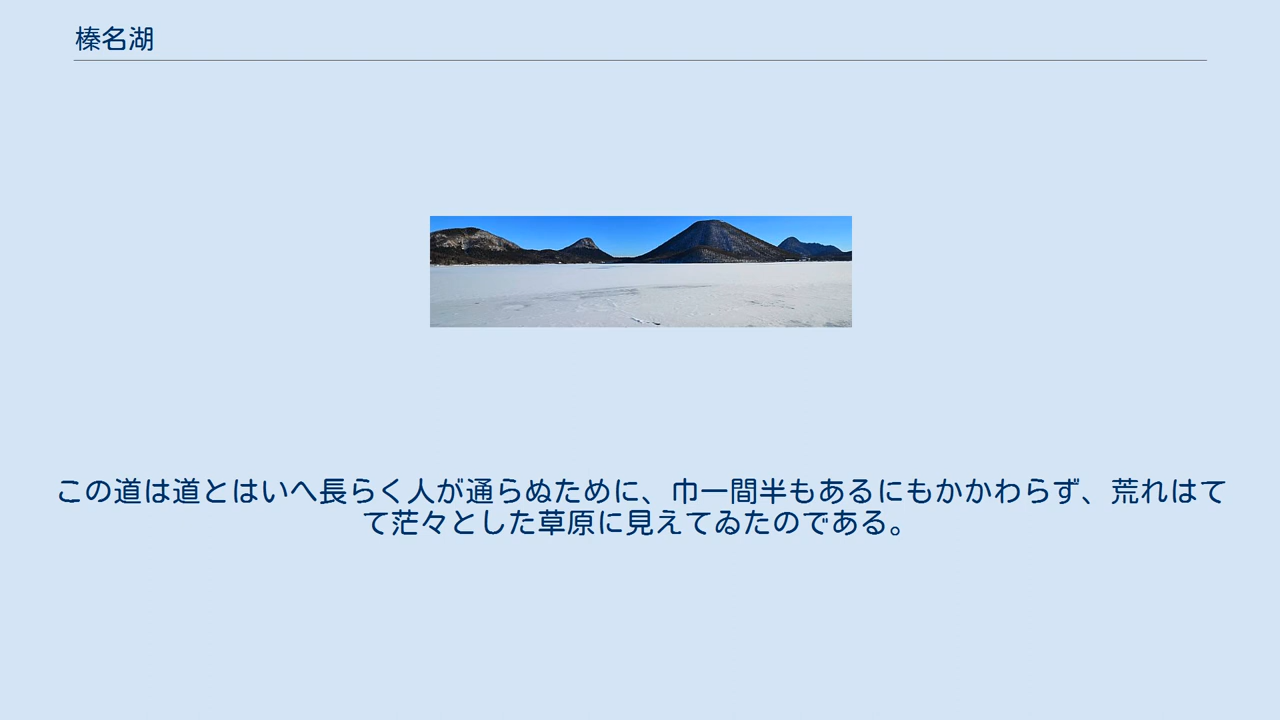 榛名湖
この道は道とはいへ長らく人が通らぬために、巾一間半もあるにもかかわらず、荒れはて
て茫々とした草原に見えてゐたのである。